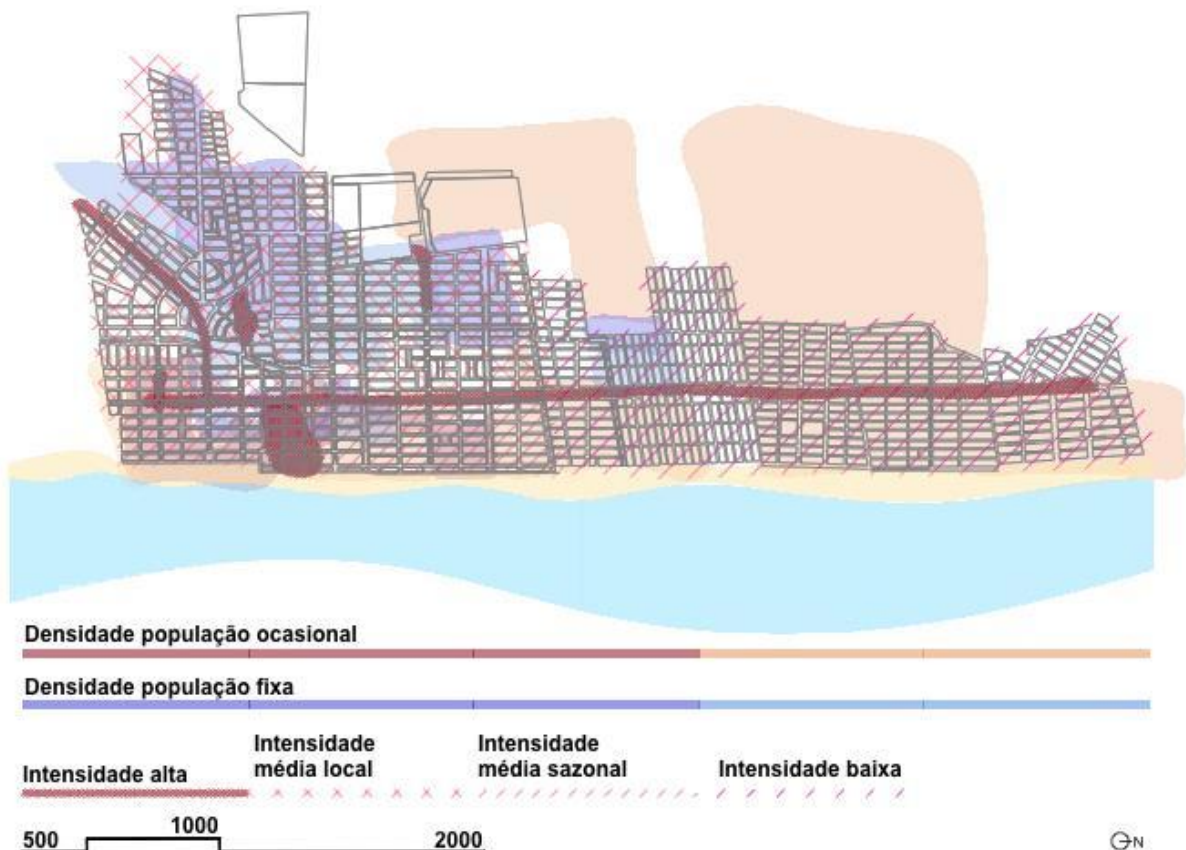 Densidade população ocasional
Densidade população fixa
Intensidade alta
Intensidade
média local
Intensidade
média sazonal
Intensidade baixa
500 1000 2000
N